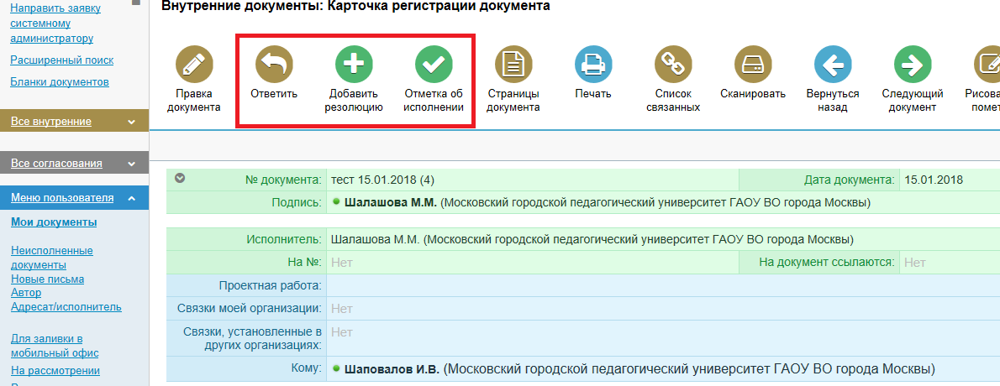 Направить заявку
системному
администратору
Расширенный поиск
Бланки документов
Все внутренние
Все согласования
Меню пользователя
Мои документы
Неисполненные
документы
Новые письма
Автор
Адресат/исполнитель
Для заливки в
мобильный офис
На рассмотрении
Внутренние документы: Карточка регистрации документа
Правка
документа
Ответить
Добавить
резолюцию
Отметка об
исполнении
Страницы
документа
Печать
Список
связанных
Сканировать
Вернуться
назад
Следующий
документ
Рисова
помет
№ документа: тест 15.01.2018 (4) Дата документа: 15.01.2018
Подпись: Шалашова М.М. (Московский городской педагогический университет ГАОУ ВО города Москвы)
Исполнитель: Шалашова М.М. (Московский городской педагогический университет ГАОУ ВО города Москвы)
На №: Нет На документ ссылаются: Нет
Проектная работа:
Связки моей организации: Нет
Связки, установленные в
других организациях: Нет
Кому: Шаповалов И.В. (Московский городской педагогический университет ГАОУ ВО города Москвы)